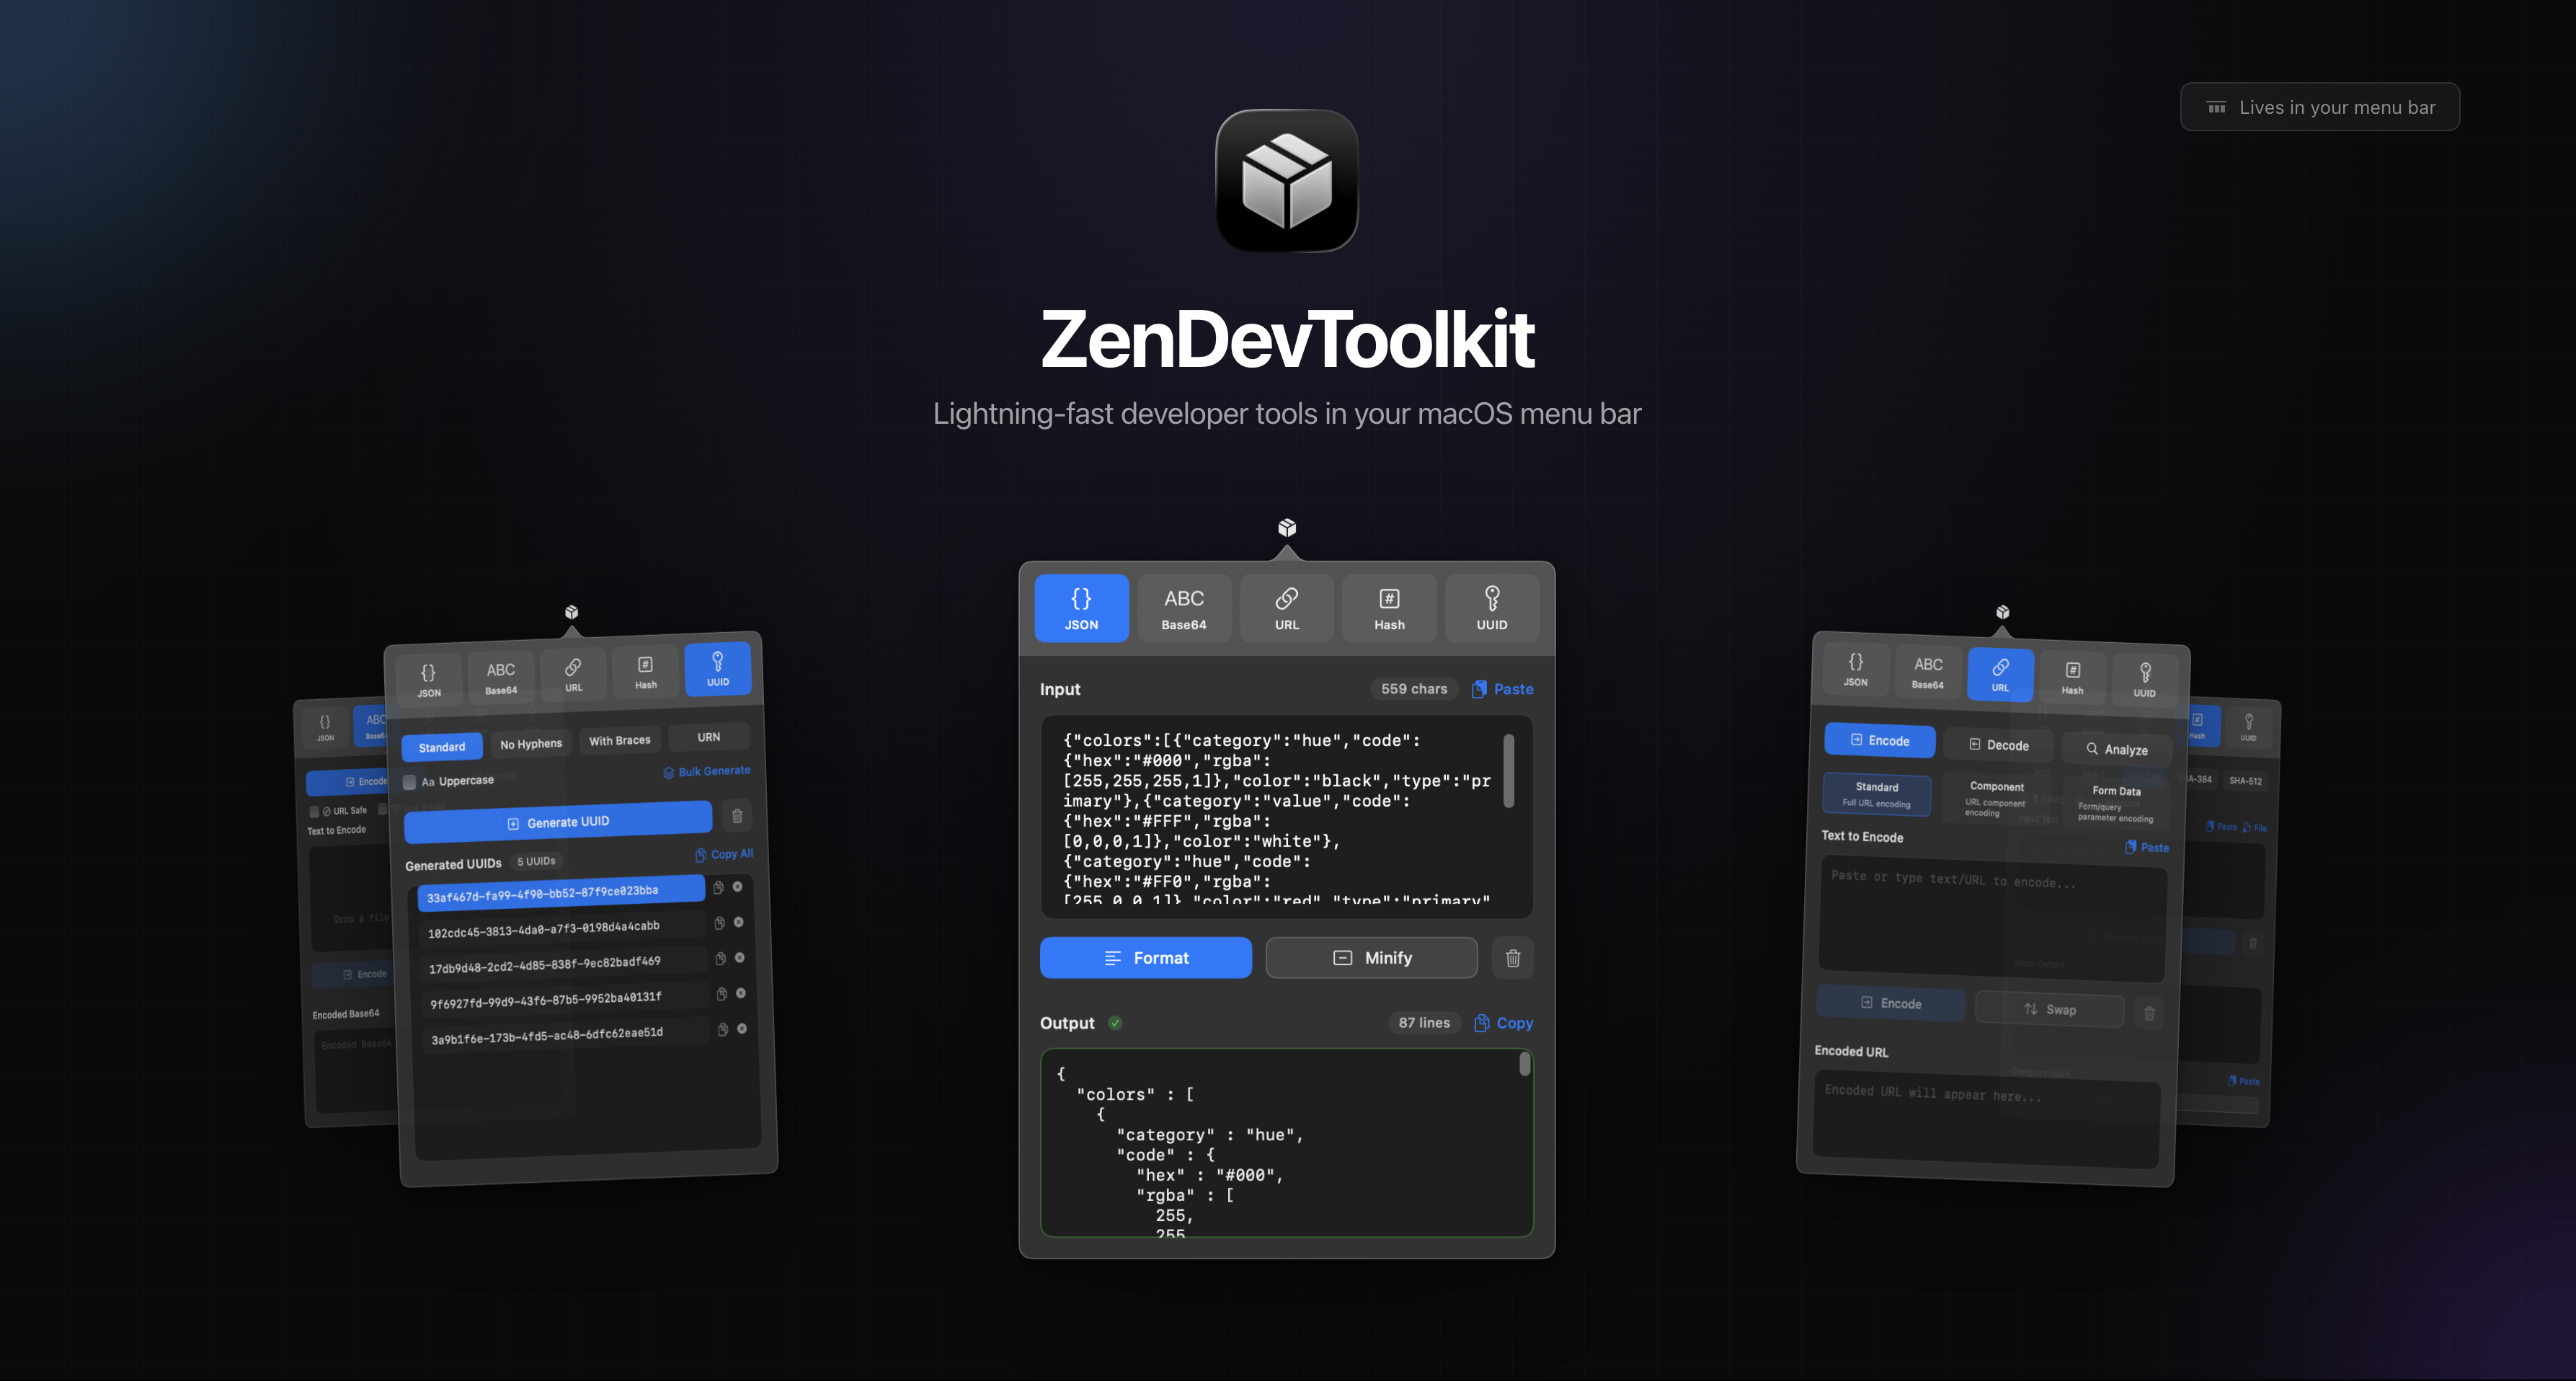 Lives in your menu bar
ZenDevToolkit
Lightning-fast developer tools in your macOS menu bar
JSON
Base64
Encode
URL Safe
Text to Encode
Drop a file
Encode
Encoded Base64
Encoded Base64
{} ABC
JSON Base64 URL Hash UUID
Standard No Hyphens With Braces URN
Aa Uppercase Bulk Generate
Generate UUID
Generated UUIDs 5 UUIDs Copy All
33af467d-fa99-4f90-bb52-87f9ce023bba
102cdc45-3813-4da0-a7f3-0198d4a4cabb
17db9d48-2cd2-4d85-838f-9ec82badf469
9f6927fd-99d9-43f6-87b5-9952ba40131f
3a9b1f6e-173b-4fd5-ac48-6dfc62eae51d
{} ABC #
JSON Base64 URL Hash UUID
Input 559 chars Paste
{"colors":[{"category":"hue","code":
{"hex":"#000","rgba":
[255,255,255,1]},"color":"black","type":"pr
imary"},{"category":"value","code":
{"hex":"#FFF","rgba":
[0,0,0,1]},"color":"white"},
{"category":"hue","code":
{"hex":"#FF0","rgba":
[255,0,0,1]},"color":"red","type":"primary"
Format Minify
Output 87 lines Copy
{
"colors" : [
{
"category" : "hue",
"code" : {
"hex" : "#000",
"rgba" : [
255,
255
{} ABC #
JSON Base64 URL Hash UUID
Encode Decode Analyze
Standard Component Form Data
Full URL encoding URL component encoding Form/query parameter encoding
Text to Encode Paste
Paste or type text/URL to encode...
Encode Swap
Encoded URL
Encoded URL will appear here...
Hash UUID
SHA-512
Paste File
Hash Output
Compare Hash
Paste